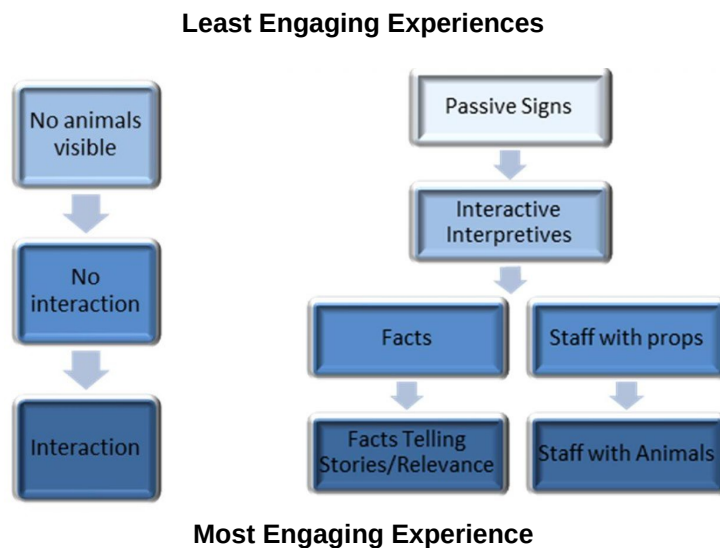 Least Engaging Experiences
No animals
visible
No
interaction
Interaction
Passive Signs
Interactive
Interpretives
Facts
Staff with props
Facts Telling
Stories/Relevance
Staff with Animals
Most Engaging Experience